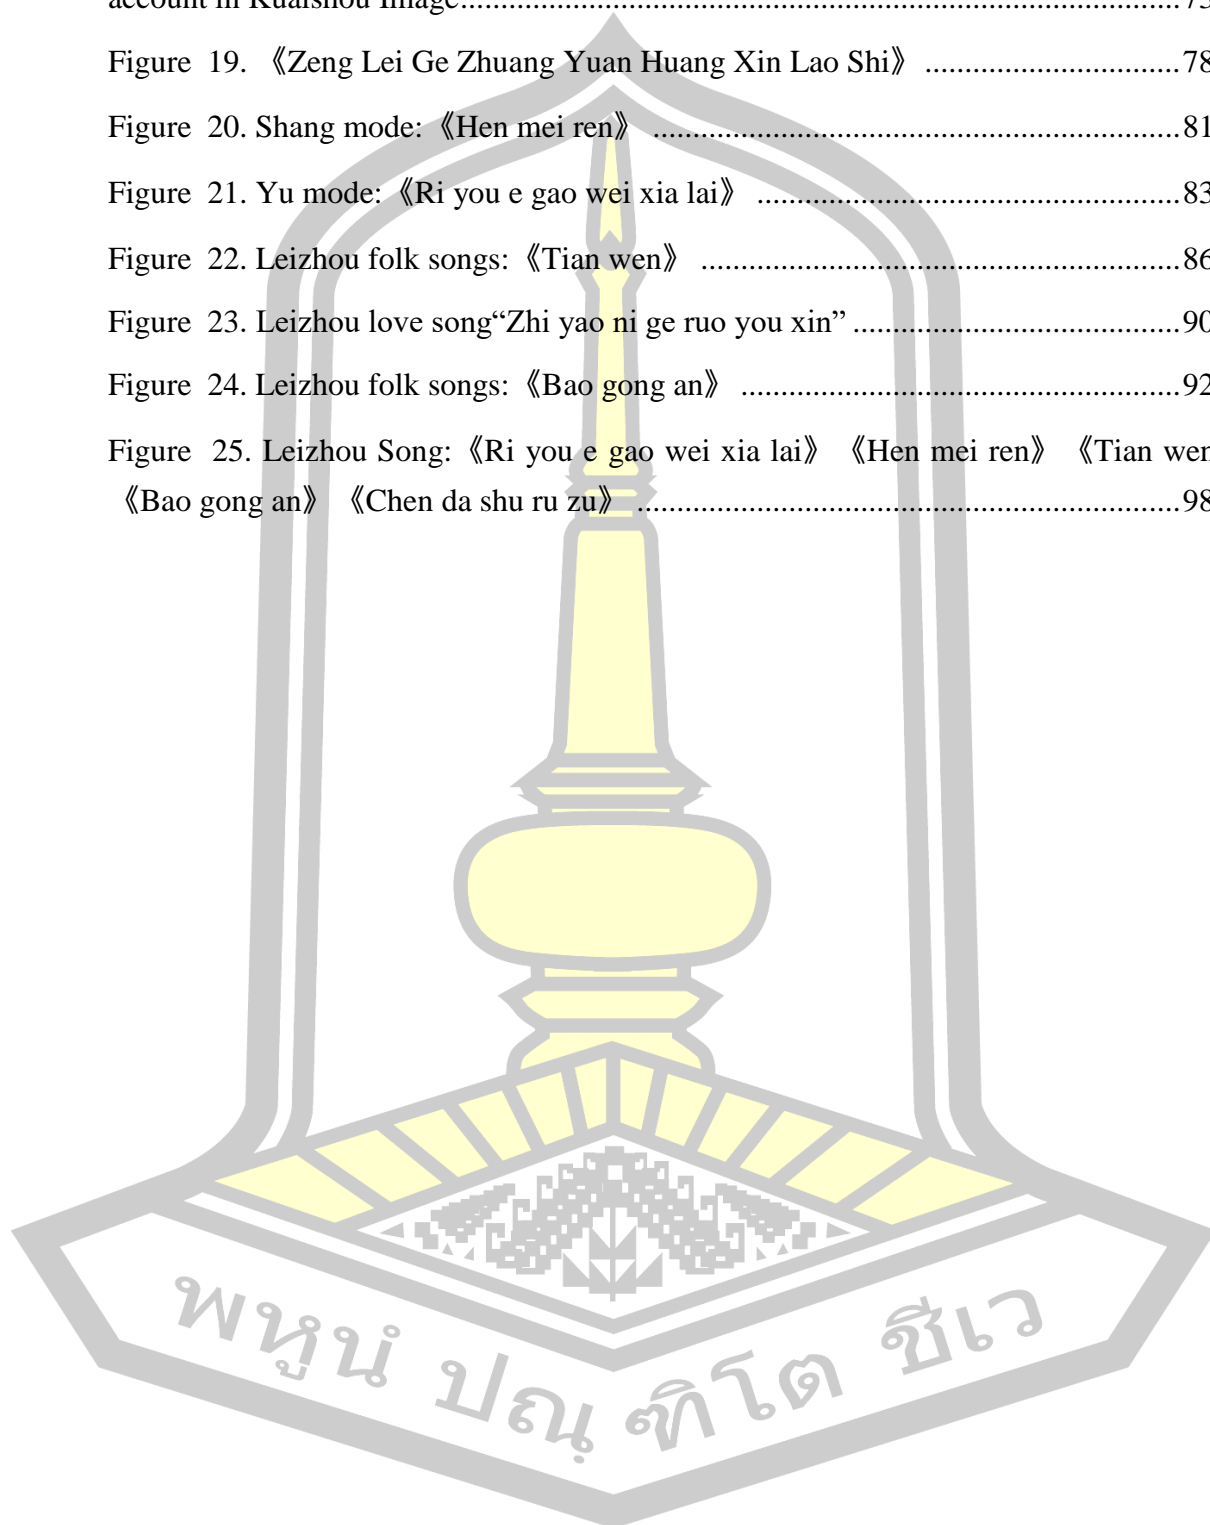 account in Kuaishou Image..........................................................................................73
Figure 19. 《Zeng Lei Ge Zhuang Yuan Huang Xin Lao Shi》 ................................78
Figure 20. Shang mode: 《Hen mei ren》 ..................................................................81
Figure 21. Yu mode: 《Ri you e gao wei xia lai》 .....................................................83
Figure 22. Leizhou folk songs: 《Tian wen》 ............................................................86
Figure 23. Leizhou love song“Zhi yao ni ge ruo you xin” .........................................90
Figure 24. Leizhou folk songs: 《Bao gong an》 .......................................................92
Figure 25. Leizhou Song: 《Ri you e gao wei xia lai》 《Hen mei ren》 《Tian wen
《Bao gong an》 《Chen da shu ru zu》 ....................................................................98
พหูนํ ปณฺฑิโต ชีเว